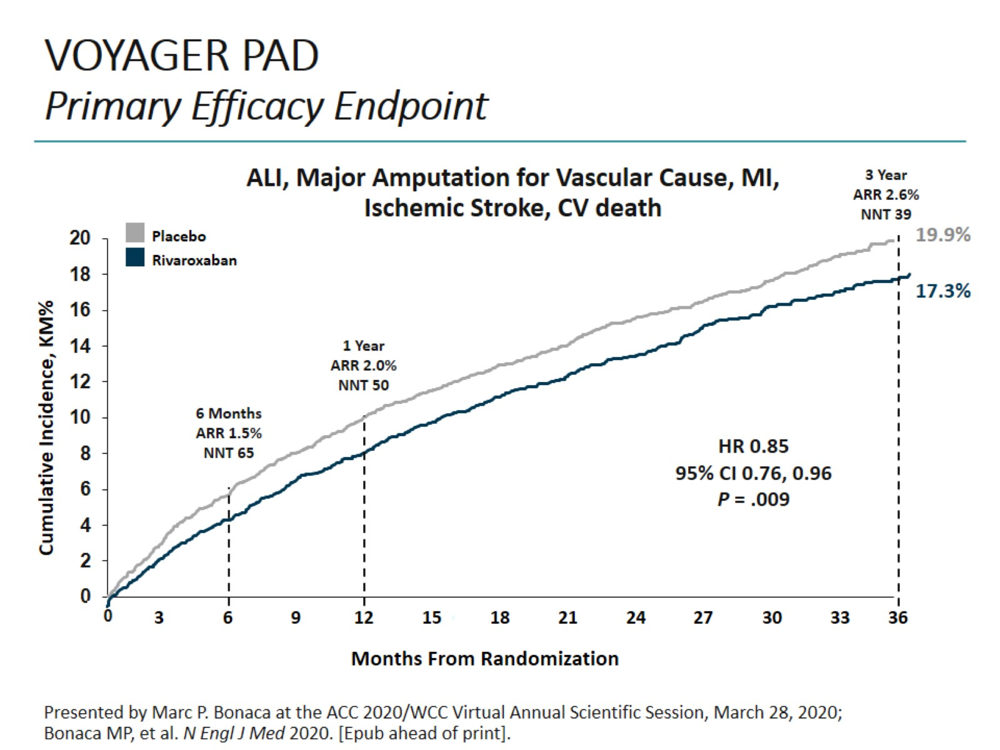 VOYAGER PAD
Primary Efficacy Endpoint
ALI, Major Amputation for Vascular Cause, MI,
Ischemic Stroke, CV death
3 Year
ARR 2.6%
NNT 39
Placebo
Rivaroxaban
19.9%
17.3%
1 Year
ARR 2.0%
NNT 50
6 Months
ARR 1.5%
NNT 65
HR 0.85
95% CI 0.76, 0.96
P = .009
Cumulative Incidence, KM%
20
18
16
14
12
10
8
6
4
2
0
0 3 6 9 12 15 18 21 24 27 30 33 36
Months From Randomization
Presented by Marc P. Bonaca at the ACC 2020/WCC Virtual Annual Scientific Session, March 28, 2020;
Bonaca MP, et al. N Engl J Med 2020. [Epub ahead of print].